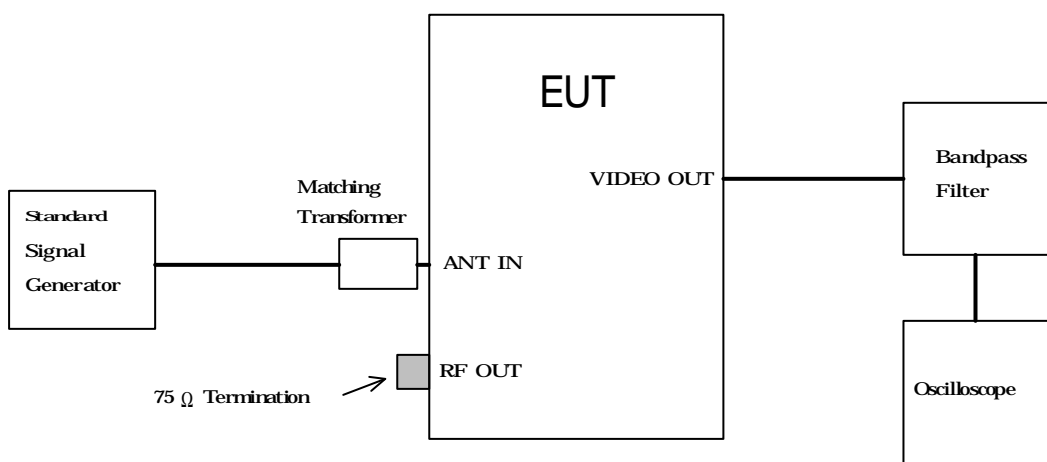 EUT
Bandpass
Filter
VIDEO OUT
Matching
Transformer
Standard
Signal
Generator
ANT IN
RF OUT
75 Ω Termination
Oscilloscope